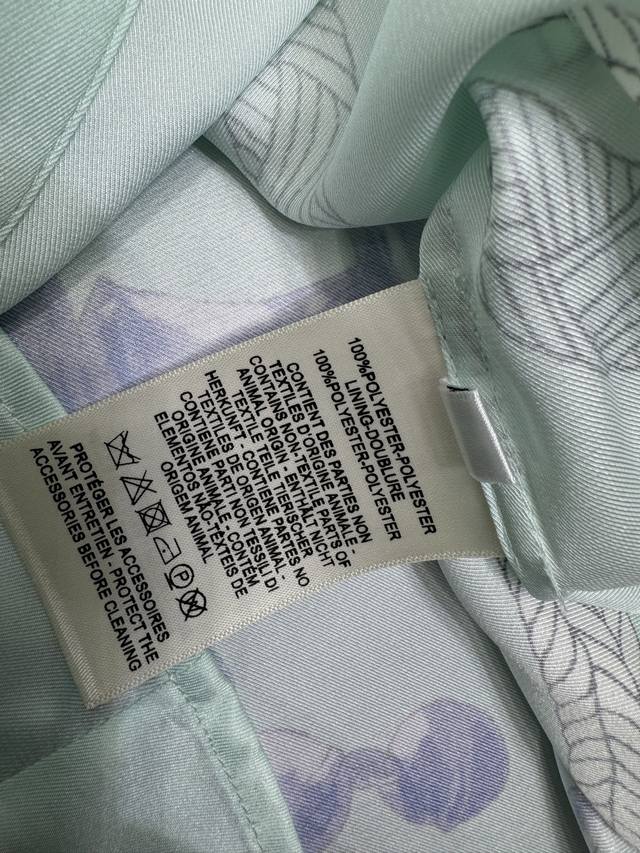 100%POLYESTER-POLYESTER
LINING-DOUBLURE
100%POLYESTER-POLYESTER
CONTIENT DES PARTIES NON
TEXTILES D'ORIGINE ANIMALE -
CONTAINS NON-TEXTILE PARTS OF
ANIMAL ORIGIN - ENTHÄLT NICHT
TEXTILE TEILE TIERISCHER
HERKUNFT - CONTIENE PARTES NO
TEXTILES DE ORIGEN ANIMAL -
CONTIENE PARTI NON TESSILI DI
ORIGINE ANIMALE - CONTÉM
ELEMENTOS NÃO-TÊXTEIS DE
ORIGEM ANIMAL
P
PROTÉGER LES ACCESSOIRES
AVANT ENTRETIEN - PROTECT THE
ACCESSORIES BEFORE CLEANING